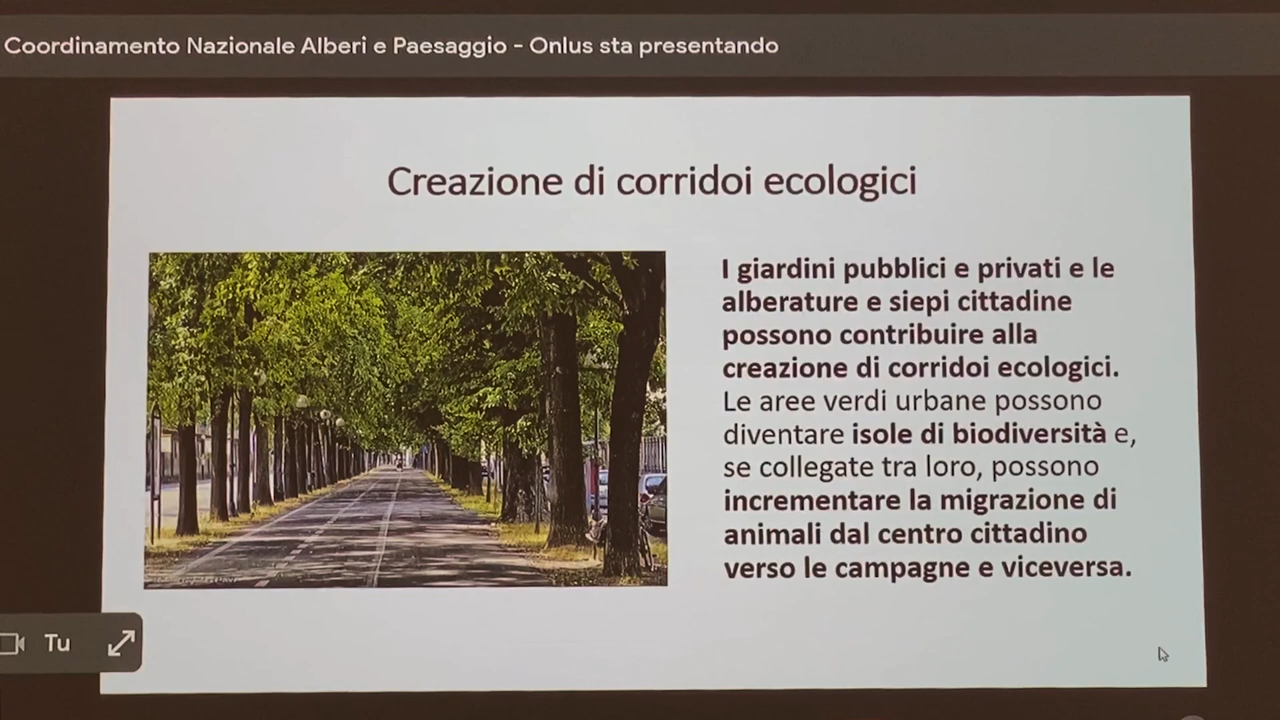 Coordinamento Nazionale Alberi e Paesaggio - Onlus sta presentando
Creazione di corridoi ecologici
I giardini pubblici e privati e le
alberature e siepi cittadine
possono contribuire alla
creazione di corridoi ecologici.
Le aree verdi urbane possono
diventare isole di biodiversità e,
se collegate tra loro, possono
incrementare la migrazione di
animali dal centro cittadino
verso le campagne e viceversa.
Tu